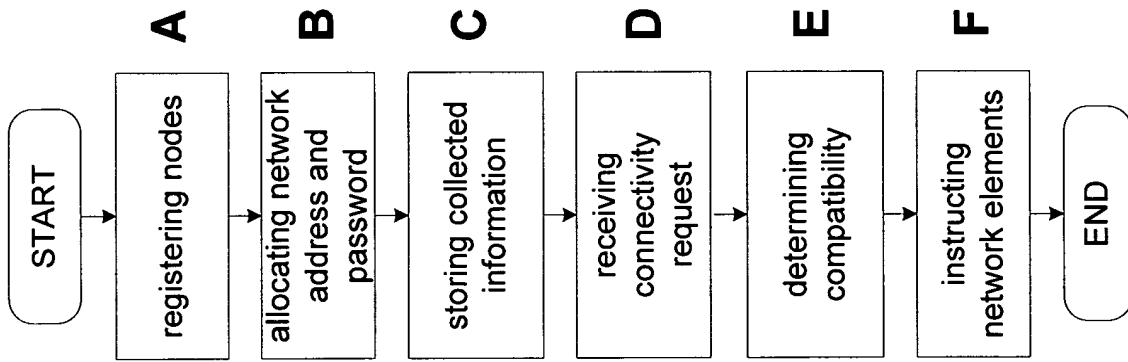 START
registering nodes
A
allocating network
address and
password
B
storing collected
information
C
receiving
connectivity
request
D
determining
compatibility
E
instructing
network elements
F
END